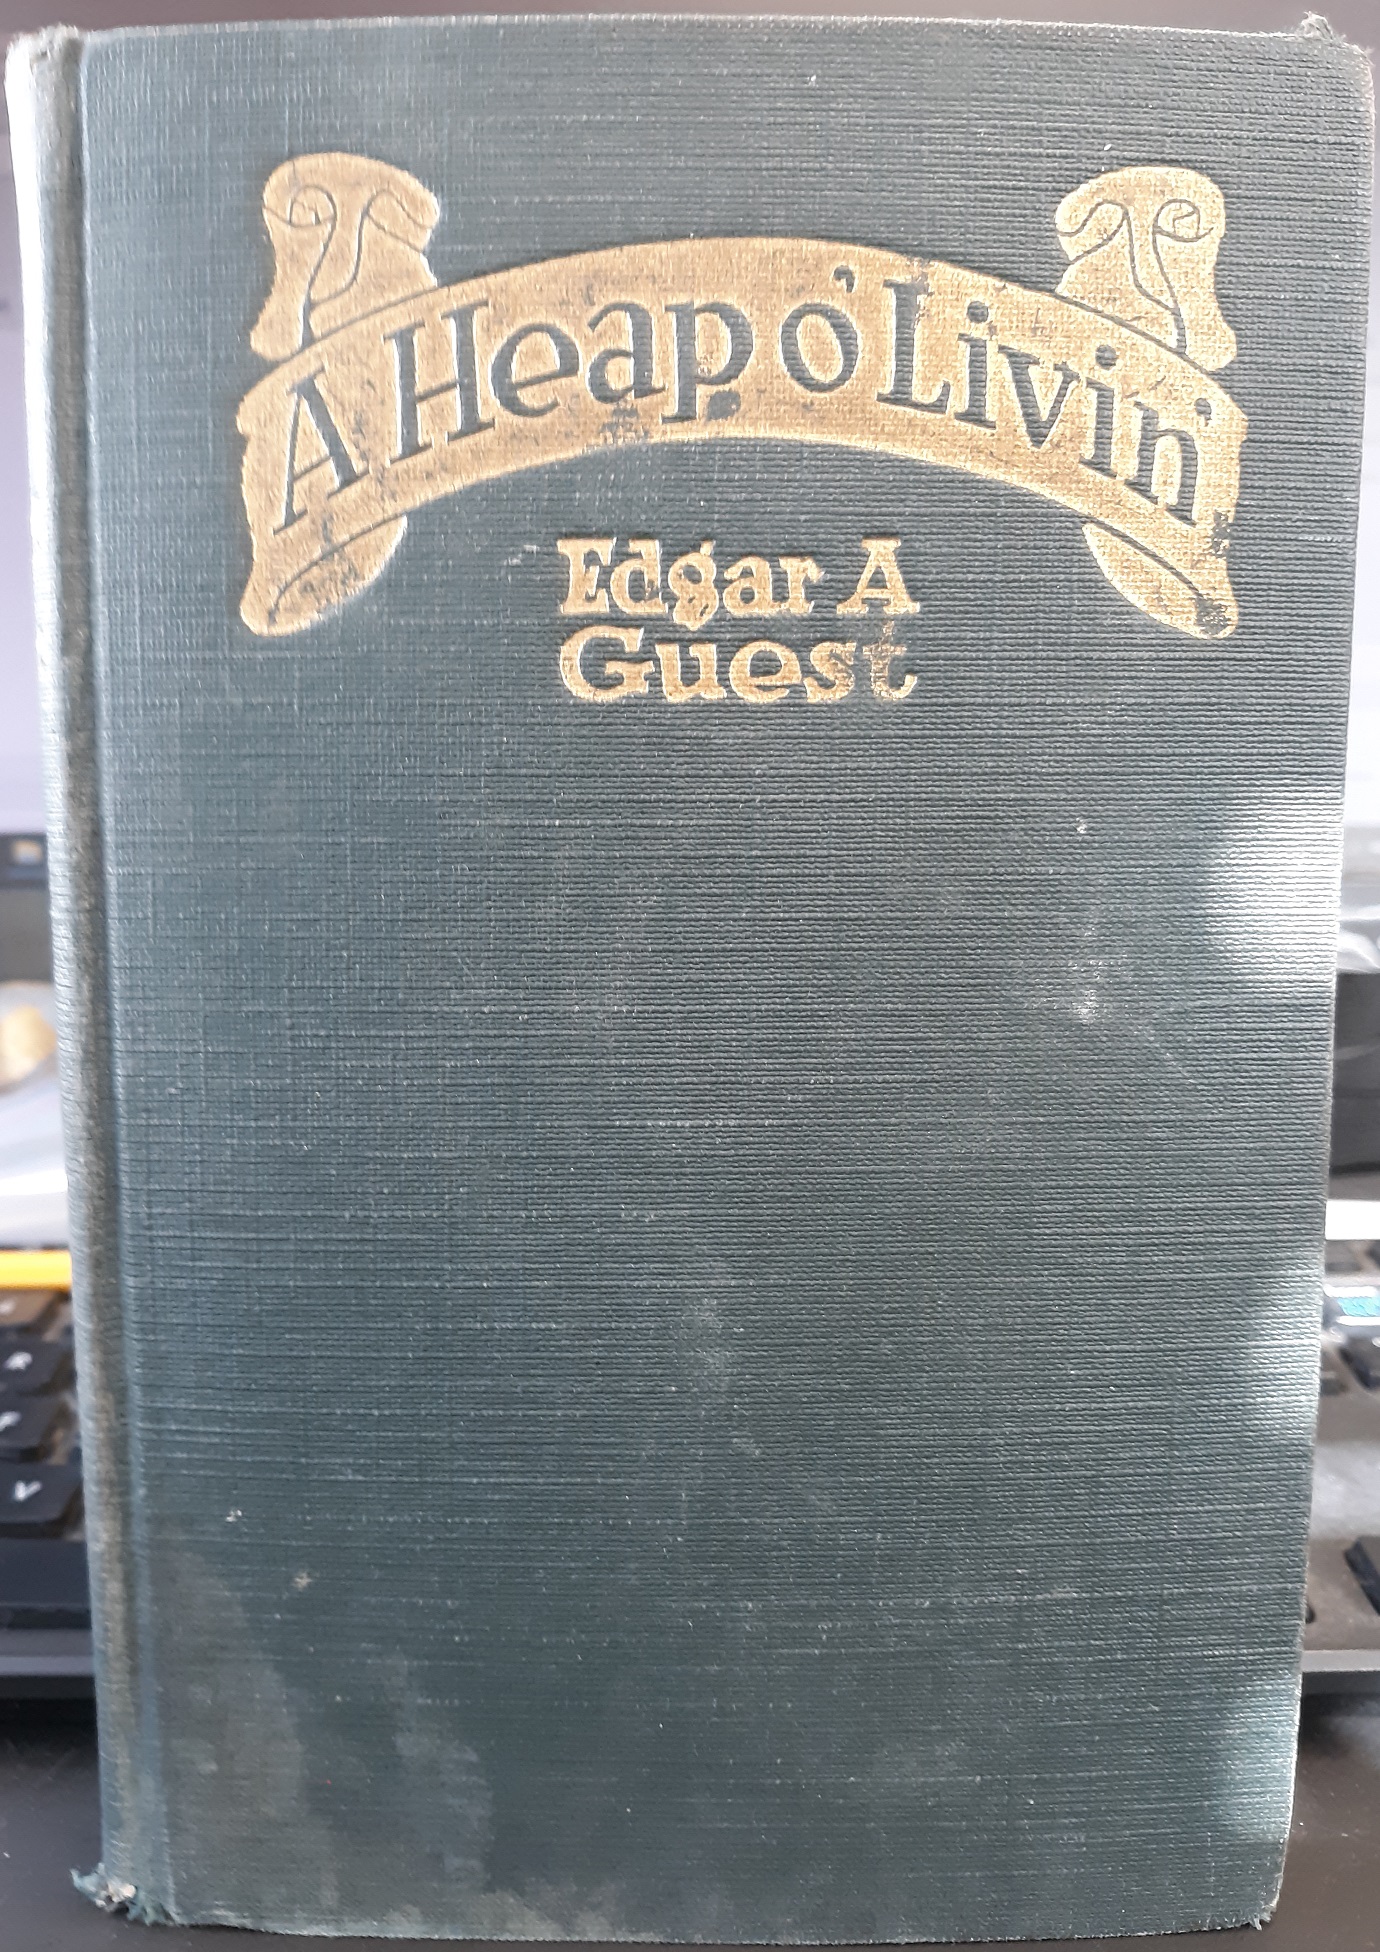 A Heap o' Livin'
Edgar A
Guest
R
F
V